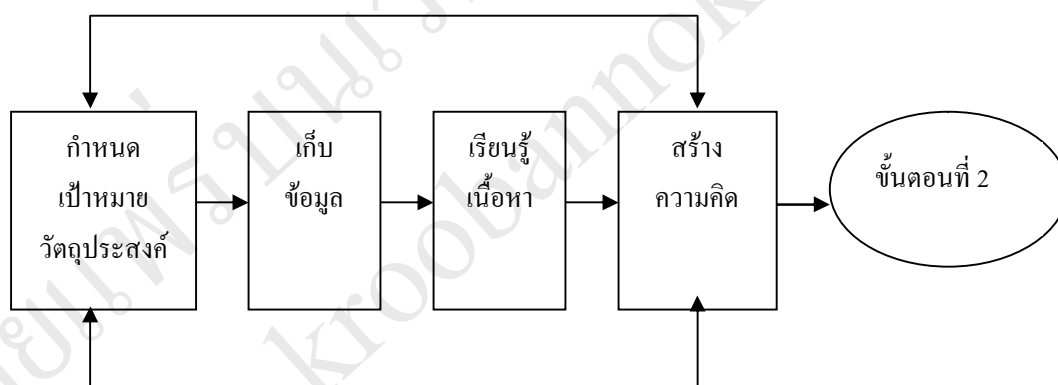 กำหนด
เป้าหมาย
วัตถุประสงค์
เก็บ
ข้อมูล
เรียนรู้
เนื้อหา
สร้าง
ความคิด
ขั้นตอนที่ 2